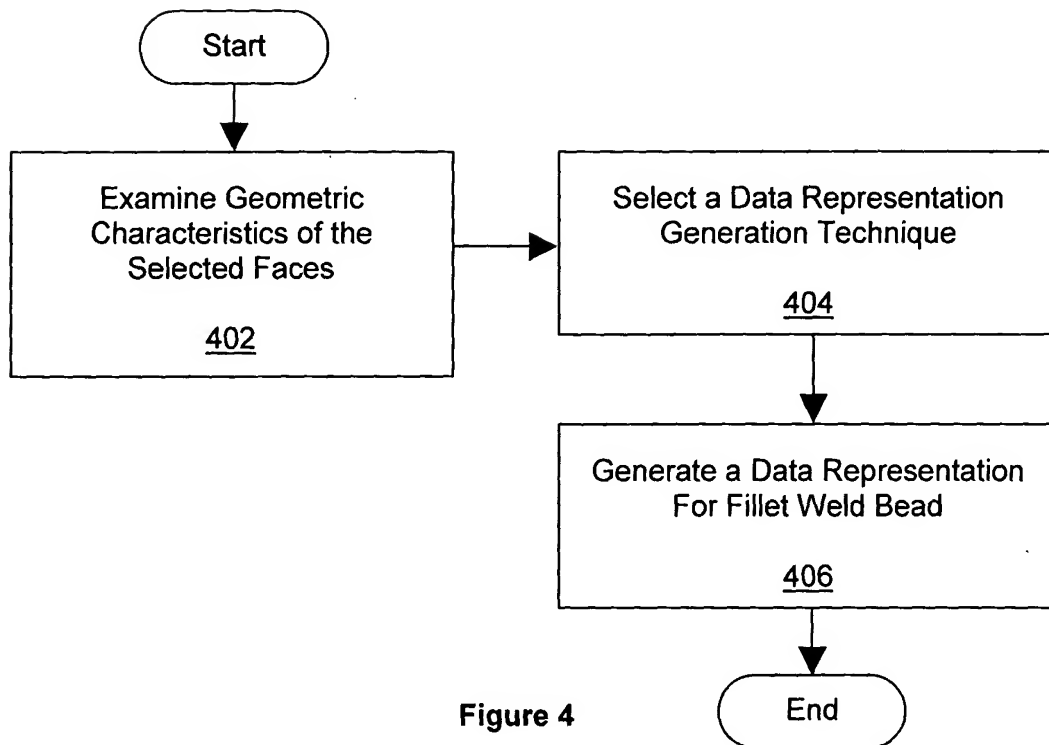 Start
Examine Geometric
Characteristics of the
Selected Faces
402
Select a Data Representation
Generation Technique
404
Generate a Data Representation
For Fillet Weld Bead
406
End
Figure 4